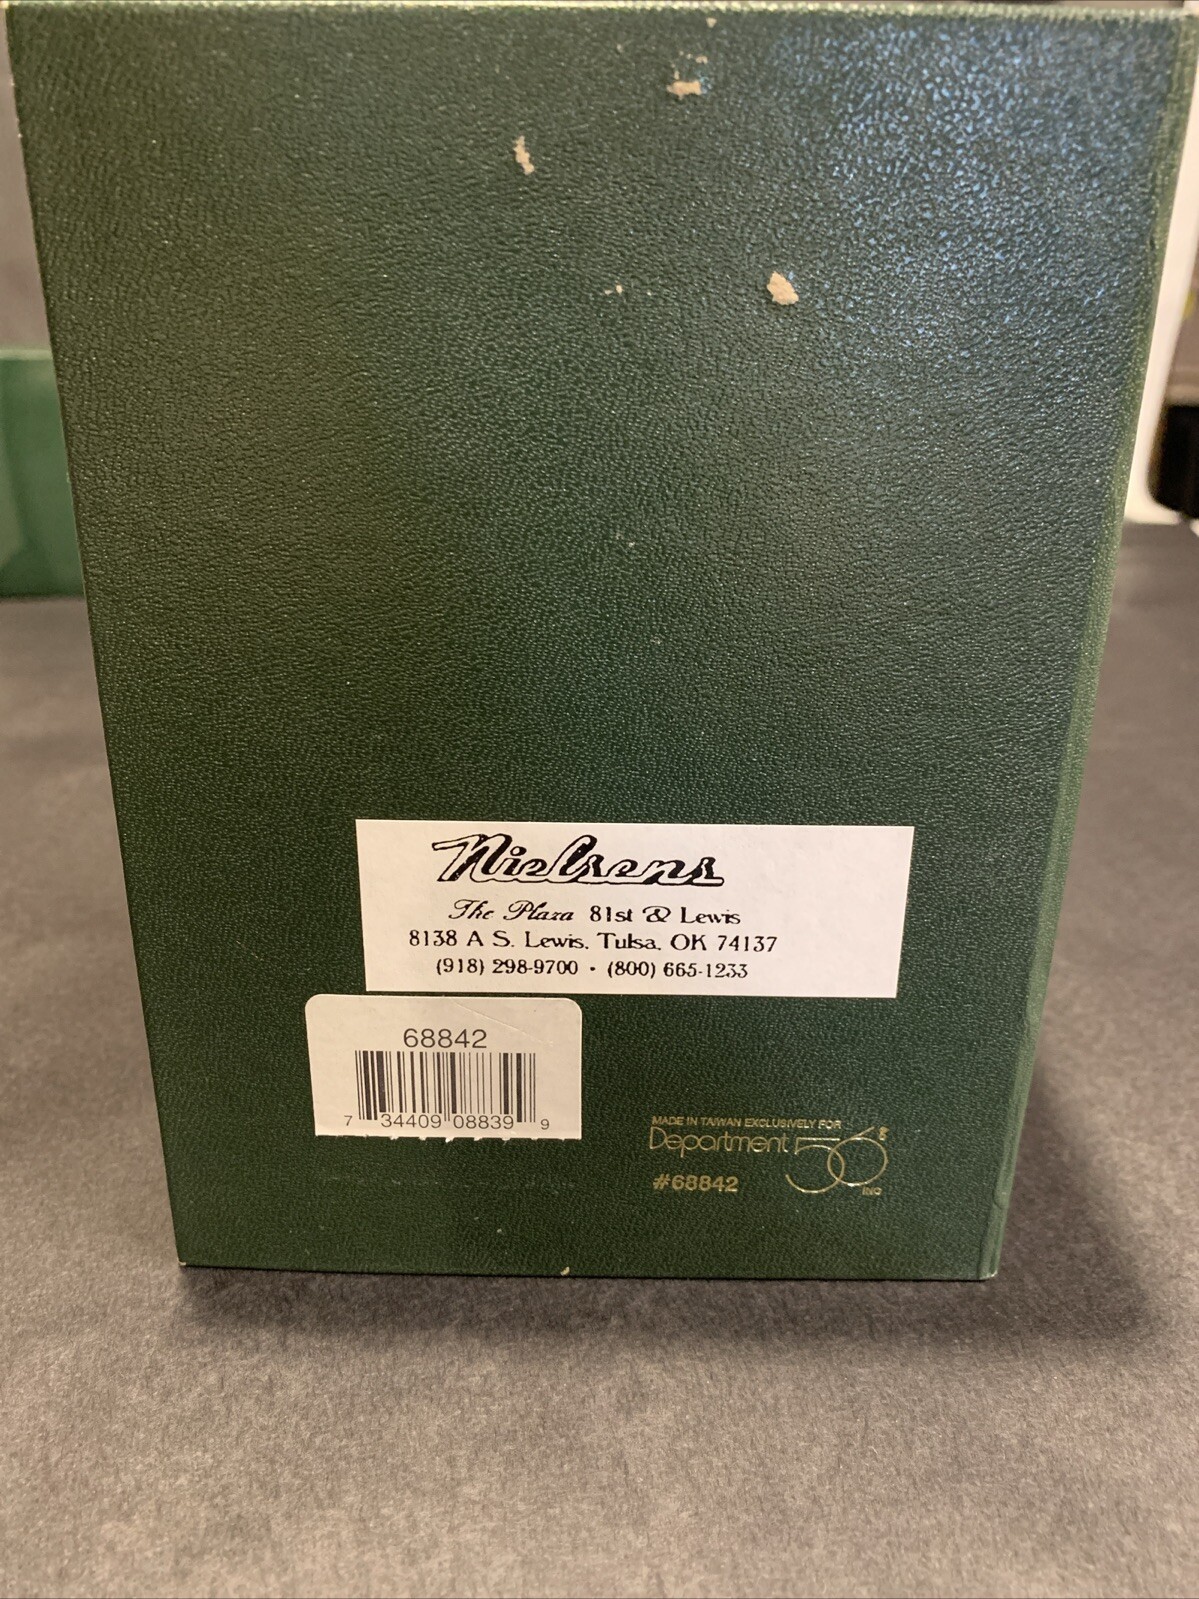 Nielsens
The Plaza 81st & Lewis
8138 A S. Lewis, Tulsa, OK 74137
(918) 298-9700 • (800) 665-1233
68842
7 34409 08839 9
MADE IN TAIWAN EXCLUSIVELY FOR
Department 56®
INC
#68842